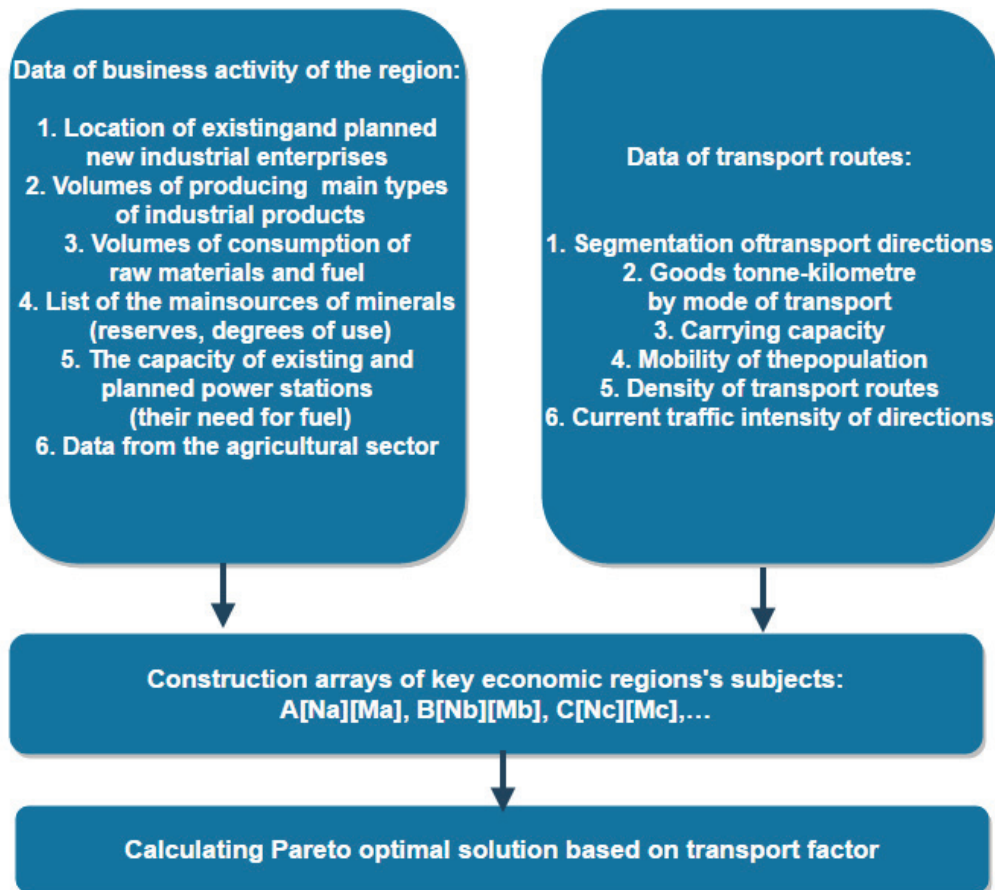 Data of business activity of the region:
1. Location of existingand planned
new industrial enterprises
2. Volumes of producing main types
of industrial products
3. Volumes of consumption of
raw materials and fuel
4. List of the mainsources of minerals
(reserves, degrees of use)
5. The capacity of existing and
planned power stations
(their need for fuel)
6. Data from the agricultural sector
Data of transport routes:
1. Segmentation oftransport directions
2. Goods tonne-kilometre
by mode of transport
3. Carrying capacity
4. Mobility of thepopulation
5. Density of transport routes
6. Current traffic intensity of directions
Construction arrays of key economic regions's subjects:
A[Na][Ma], B[Nb][Mb], C[Nc][Mc],...
Calculating Pareto optimal solution based on transport factor